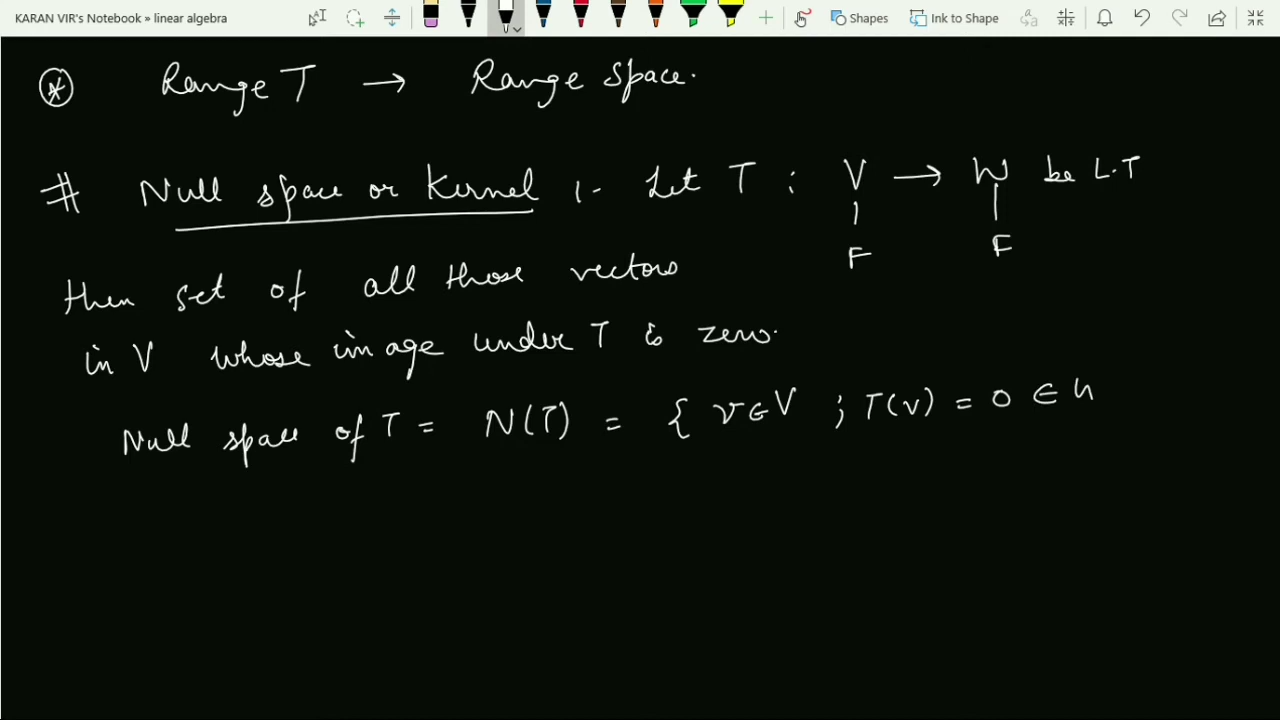 KARAN VIR's Notebook » linear algebra
Shapes
Ink to Shape
Range T → Range Space.
# Null space or Kernel :- Let T : V → W be L.T
F F
then set of all those vectors
in V whose image under T is zero.
Null space of T = N(T) = { v ∈ V ; T(v) = 0 ∈